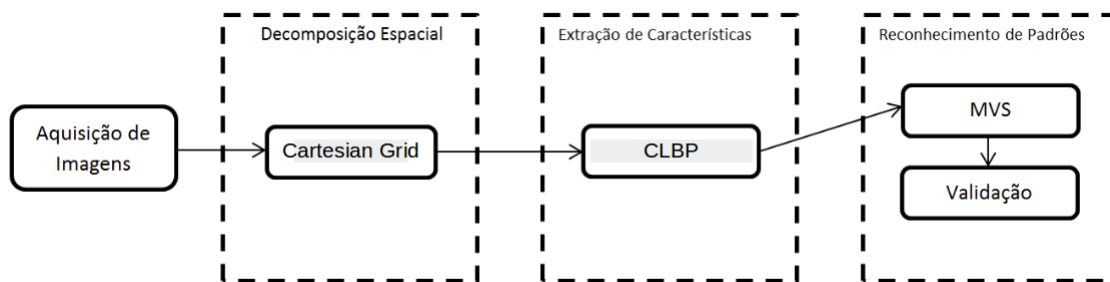 Decomposição Espacial
Extração de Características
Reconhecimento de Padrões
Aquisição de
Imagens
Cartesian Grid
CLBP
MVS
Validação